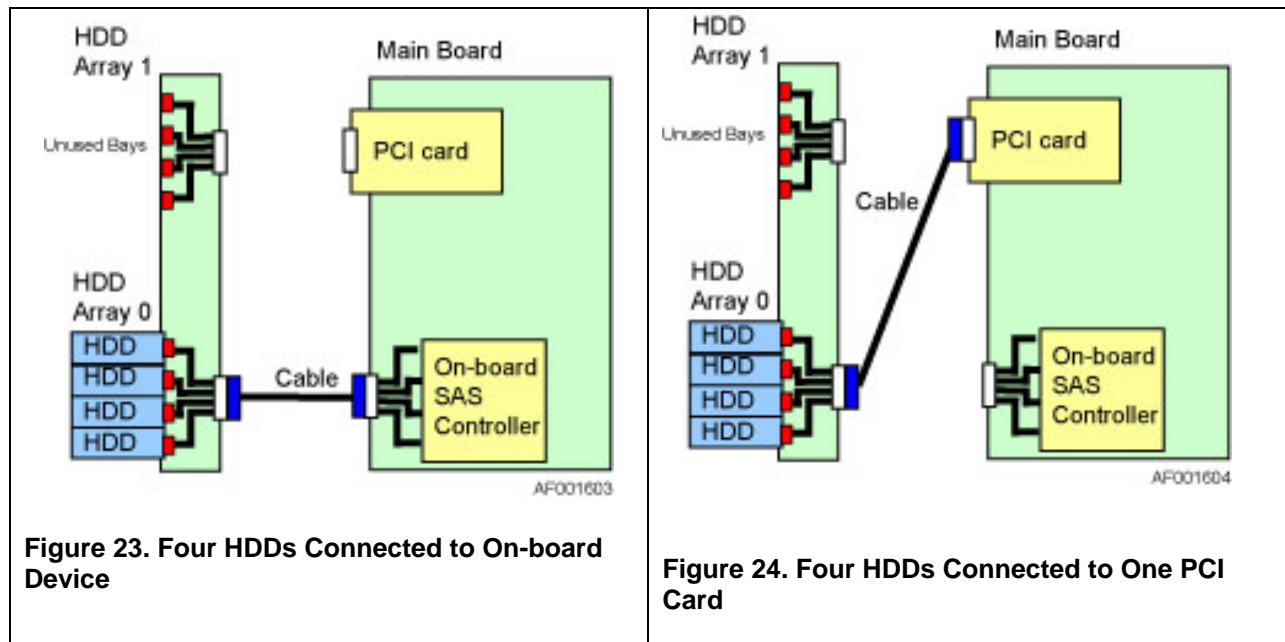 HDD
Array 1
Main Board
Unused Bays
PCI card
HDD
Array 0
HDD
HDD
HDD
HDD
Cable
On-board
SAS
Controller
AF001603
Figure 23. Four HDDs Connected to On-board
Device
HDD
Array 1
Main Board
Unused Bays
PCI card
Cable
HDD
Array 0
HDD
HDD
HDD
HDD
On-board
SAS
Controller
AF001604
Figure 24. Four HDDs Connected to One PCI
Card